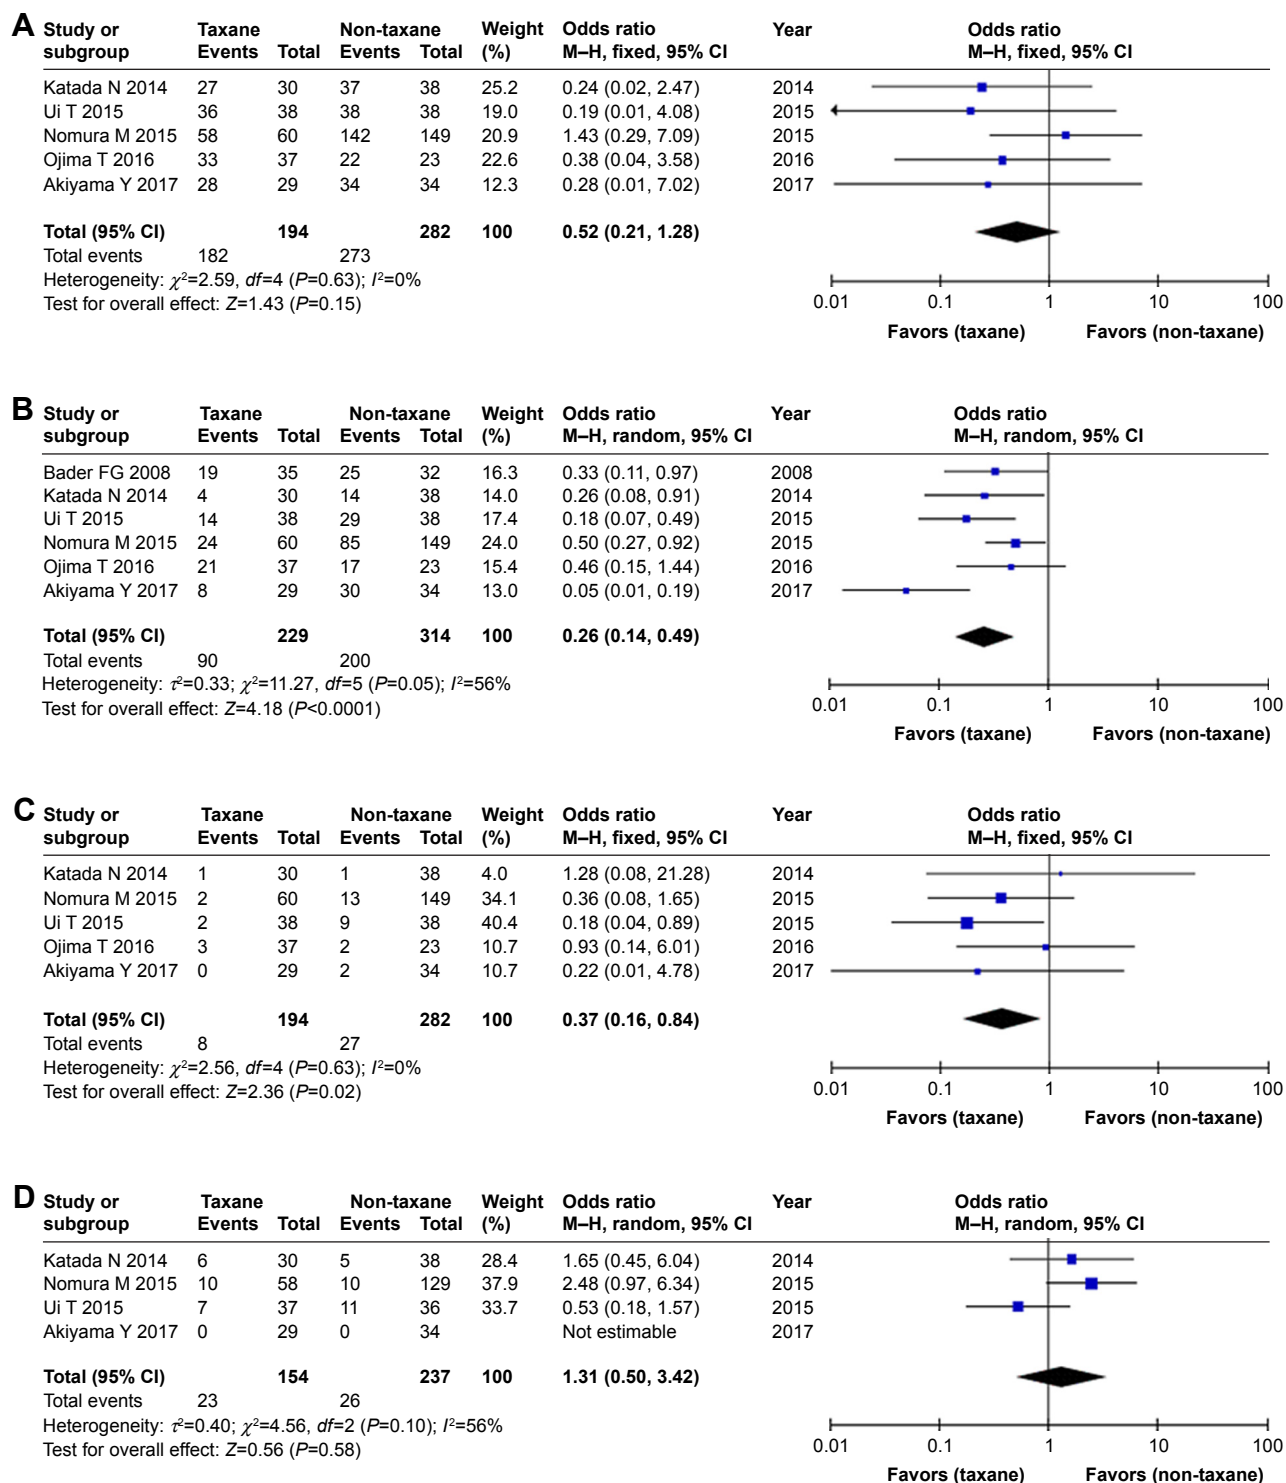 A Study or Taxane Non-taxane Weight Odds ratio Year Odds ratio
subgroup Events Total Events Total (%) M–H, fixed, 95% CI M–H, fixed, 95% CI
Katada N 2014 27 30 37 38 25.2 0.24 (0.02, 2.47) 2014
Ui T 2015 36 38 38 38 19.0 0.19 (0.01, 4.08) 2015
Nomura M 2015 58 60 142 149 20.9 1.43 (0.29, 7.09) 2015
Ojima T 2016 33 37 22 23 22.6 0.38 (0.04, 3.58) 2016
Akiyama Y 2017 28 29 34 34 12.3 0.28 (0.01, 7.02) 2017
Total (95% CI) 194 282 100 0.52 (0.21, 1.28)
Total events 182 273
Heterogeneity: χ²=2.59, df=4 (P=0.63); I²=0%
Test for overall effect: Z=1.43 (P=0.15)
0.01 0.1 1 10 100
Favors (taxane) Favors (non-taxane)
B Study or Taxane Non-taxane Weight Odds ratio Year Odds ratio
subgroup Events Total Events Total (%) M–H, random, 95% CI M–H, random, 95% CI
Bader FG 2008 19 35 25 32 16.3 0.33 (0.11, 0.97) 2008
Katada N 2014 4 30 14 38 14.0 0.26 (0.08, 0.91) 2014
Ui T 2015 14 38 29 38 17.4 0.18 (0.07, 0.49) 2015
Nomura M 2015 24 60 85 149 24.0 0.50 (0.27, 0.92) 2015
Ojima T 2016 21 37 17 23 15.4 0.46 (0.15, 1.44) 2016
Akiyama Y 2017 8 29 30 34 13.0 0.05 (0.01, 0.19) 2017
Total (95% CI) 229 314 100 0.26 (0.14, 0.49)
Total events 90 200
Heterogeneity: τ²=0.33; χ²=11.27, df=5 (P=0.05); I²=56%
Test for overall effect: Z=4.18 (P<0.0001)
0.01 0.1 1 10 100
Favors (taxane) Favors (non-taxane)
C Study or Taxane Non-taxane Weight Odds ratio Year Odds ratio
subgroup Events Total Events Total (%) M–H, fixed, 95% CI M–H, fixed, 95% CI
Katada N 2014 1 30 1 38 4.0 1.28 (0.08, 21.28) 2014
Nomura M 2015 2 60 13 149 34.1 0.36 (0.08, 1.65) 2015
Ui T 2015 2 38 9 38 40.4 0.18 (0.04, 0.89) 2015
Ojima T 2016 3 37 2 23 10.7 0.93 (0.14, 6.01) 2016
Akiyama Y 2017 0 29 2 34 10.7 0.22 (0.01, 4.78) 2017
Total (95% CI) 194 282 100 0.37 (0.16, 0.84)
Total events 8 27
Heterogeneity: χ²=2.56, df=4 (P=0.63); I²=0%
Test for overall effect: Z=2.36 (P=0.02)
0.01 0.1 1 10 100
Favors (taxane) Favors (non-taxane)
D Study or Taxane Non-taxane Weight Odds ratio Year Odds ratio
subgroup Events Total Events Total (%) M–H, random, 95% CI M–H, random, 95% CI
Katada N 2014 6 30 5 38 28.4 1.65 (0.45, 6.04) 2014
Nomura M 2015 10 58 10 129 37.9 2.48 (0.97, 6.34) 2015
Ui T 2015 7 37 11 36 33.7 0.53 (0.18, 1.57) 2015
Akiyama Y 2017 0 29 0 34 Not estimable 2017
Total (95% CI) 154 237 100 1.31 (0.50, 3.42)
Total events 23 26
Heterogeneity: τ²=0.40; χ²=4.56, df=2 (P=0.10); I²=56%
Test for overall effect: Z=0.56 (P=0.58)
0.01 0.1 1 10 100
Favors (taxane) Favors (non-taxane)